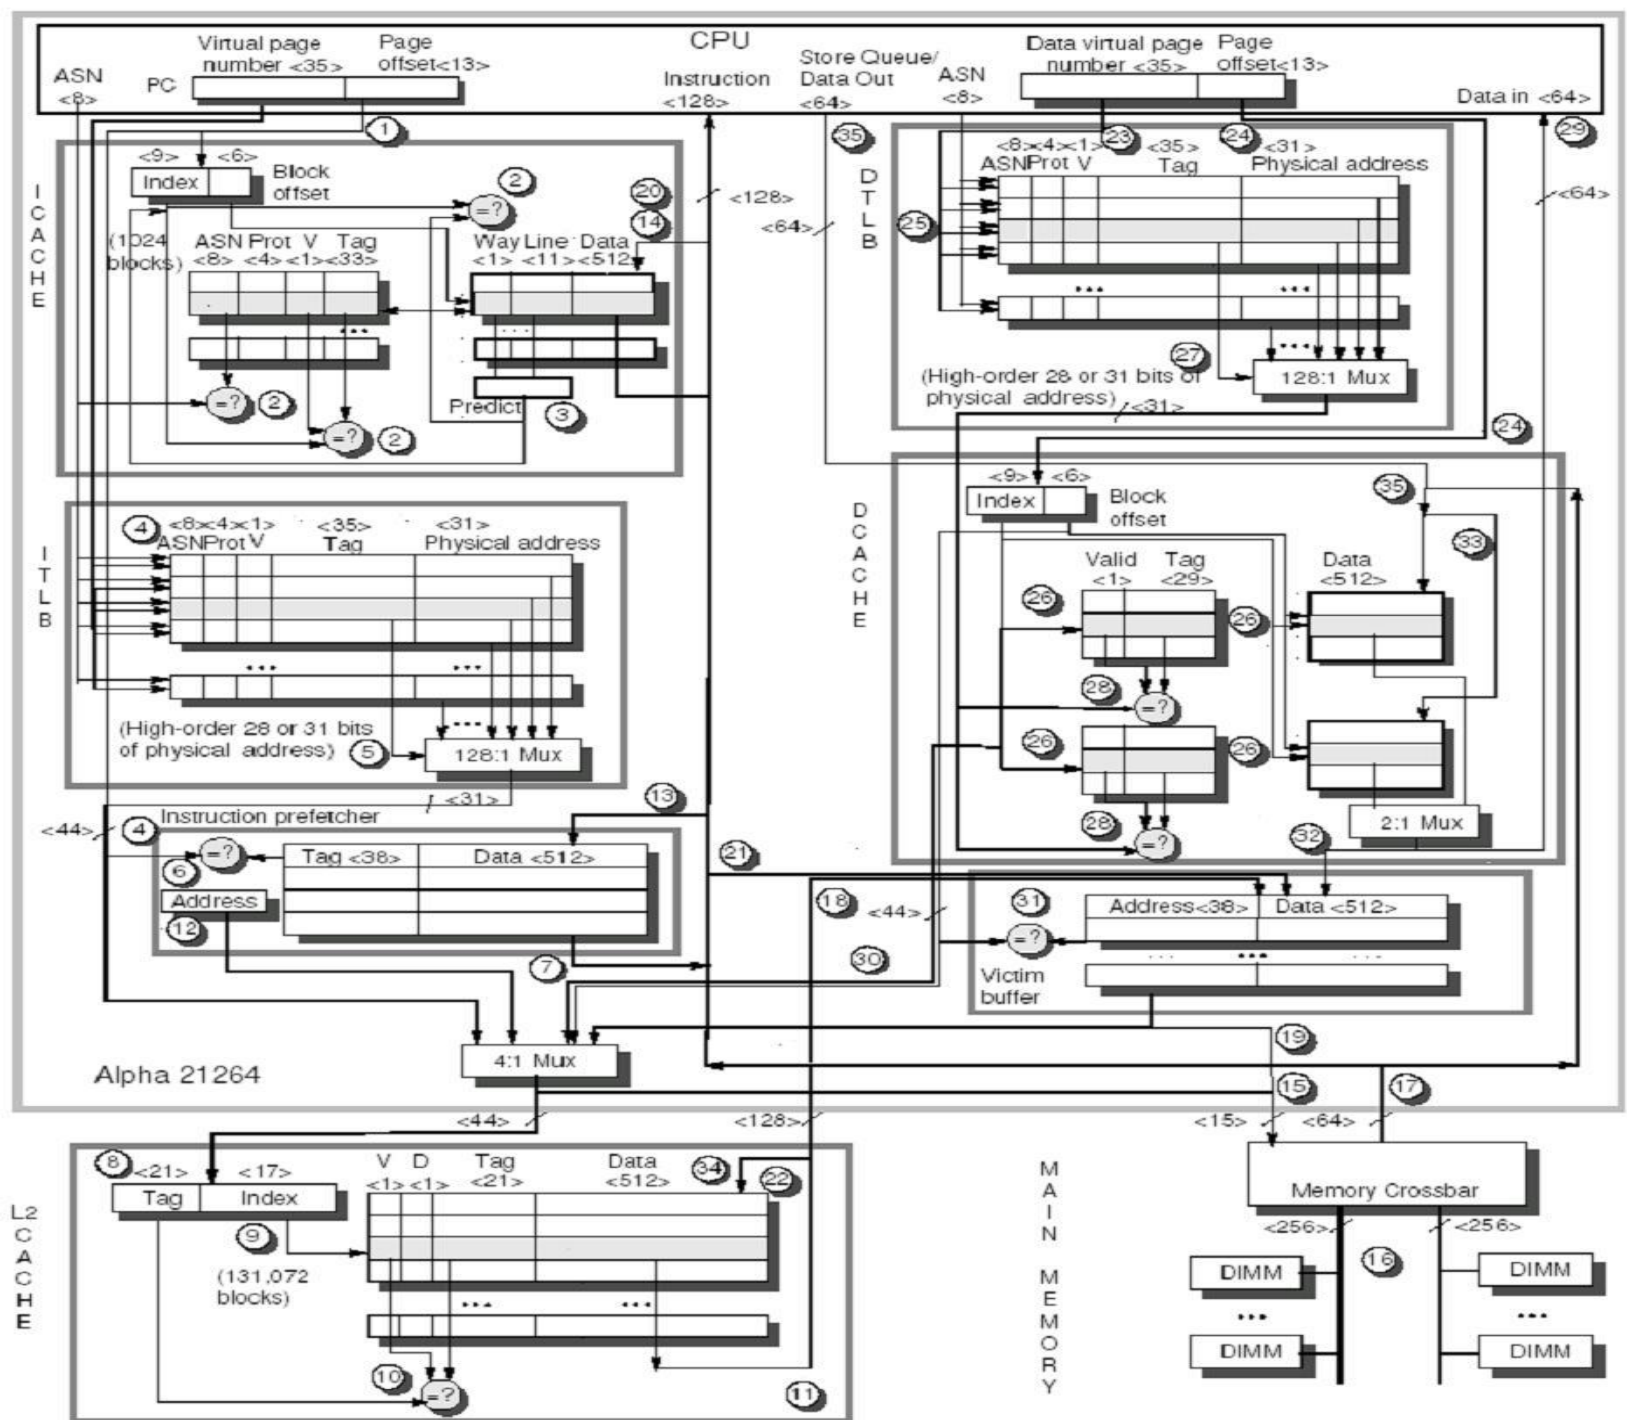 CPU
Virtual page
number <35>
Page
offset<13>
ASN
<8>
PC
Instruction
<128>
Store Queue/
Data Out
<64>
ASN
<8>
Data virtual page
number <35>
Page
offset<13>
Data in <64>
1
35
23
24
29
ICACHE
<9> <6>
Index
Block
offset
2
=?
20
14
<128>
(1024
blocks)
ASN Prot V Tag
<8> <4> <1> <33>
Way Line Data
<1> <11> <512>
...
...
=?
2
=?
2
Predict
3
<64>
DTLB
<8><4><1> <35> <31>
ASN Prot V Tag Physical address
25
<64>
... ...
27
...
128:1 Mux
(High-order 28 or 31 bits of
physical address)
<31>
24
ITLB
4
<8><4><1> <35> <31>
ASN Prot V Tag Physical address
... ...
(High-order 28 or 31 bits
of physical address)
5
...
128:1 Mux
<31>
13
DCACHE
<9> <6>
Index
Block
offset
35
33
Valid Tag
<1> <29>
Data
<512>
26
26
28
=?
26
26
28
=?
2:1 Mux
32
<44>
4
Instruction prefetcher
=?
Tag <38> Data <512>
6
Address
12
7
21
18
<44>
30
31
Address<38> Data <512>
=?
... ... ...
Victim
buffer
19
4:1 Mux
Alpha 21264
15
17
<44>
<128>
<15>
<64>
L2 CACHE
8
<21> <17>
Tag Index
9
(131,072
blocks)
V D Tag Data
<1> <1> <21> <512>
34
22
... ...
10
=?
11
MAIN MEMORY
Memory Crossbar
<256> <256>
16
DIMM DIMM
... ...
DIMM DIMM